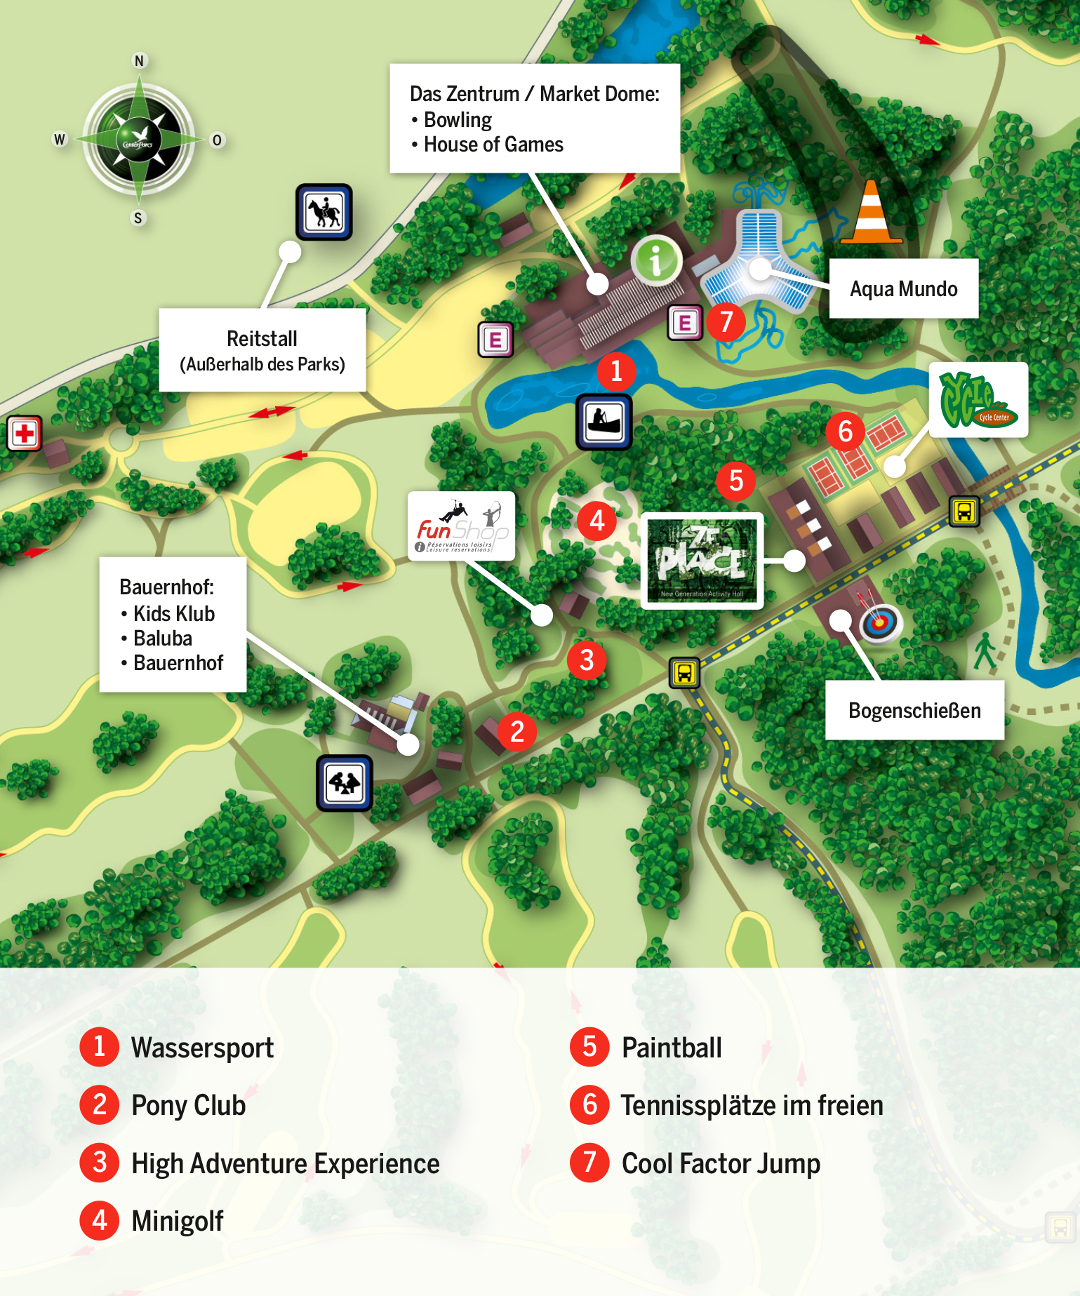 N
W
O
S
CenterParcs
Das Zentrum / Market Dome:
• Bowling
• House of Games
Reitstall
(Außerhalb des Parks)
i
Aqua Mundo
E
E
7
1
Cycle
Cycle Center
6
5
4
fun Shop
i Réservations loisirs
Leisure reservations
PLACE
New Generation Activity Hall
Bauernhof:
• Kids Klub
• Baluba
• Bauernhof
3
2
Bogenschießen
1 Wassersport
2 Pony Club
3 High Adventure Experience
4 Minigolf
5 Paintball
6 Tennissplätze im freien
7 Cool Factor Jump